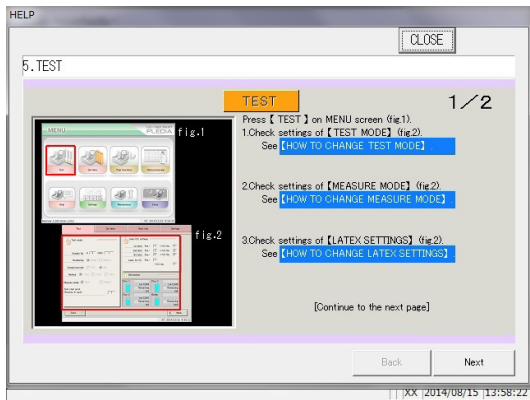 HELP
CLOSE
5.TEST
TEST
1/2
Press【 TEST 】on MENU screen (fig.1).
1.Check settings of【TEST MODE】(fig.2).
See【HOW TO CHANGE TEST MODE】.
2.Check settings of【MEASURE MODE】(fig.2).
See【HOW TO CHANGE MEASURE MODE】.
3.Check settings of【LATEX SETTINGS】(fig.2).
See【HOW TO CHANGE LATEX SETTINGS】.
[Continue to the next page]
MENU
PLEDIA
fig.1
fig.2
Back
Next
XX 2014/08/15 13:58:22